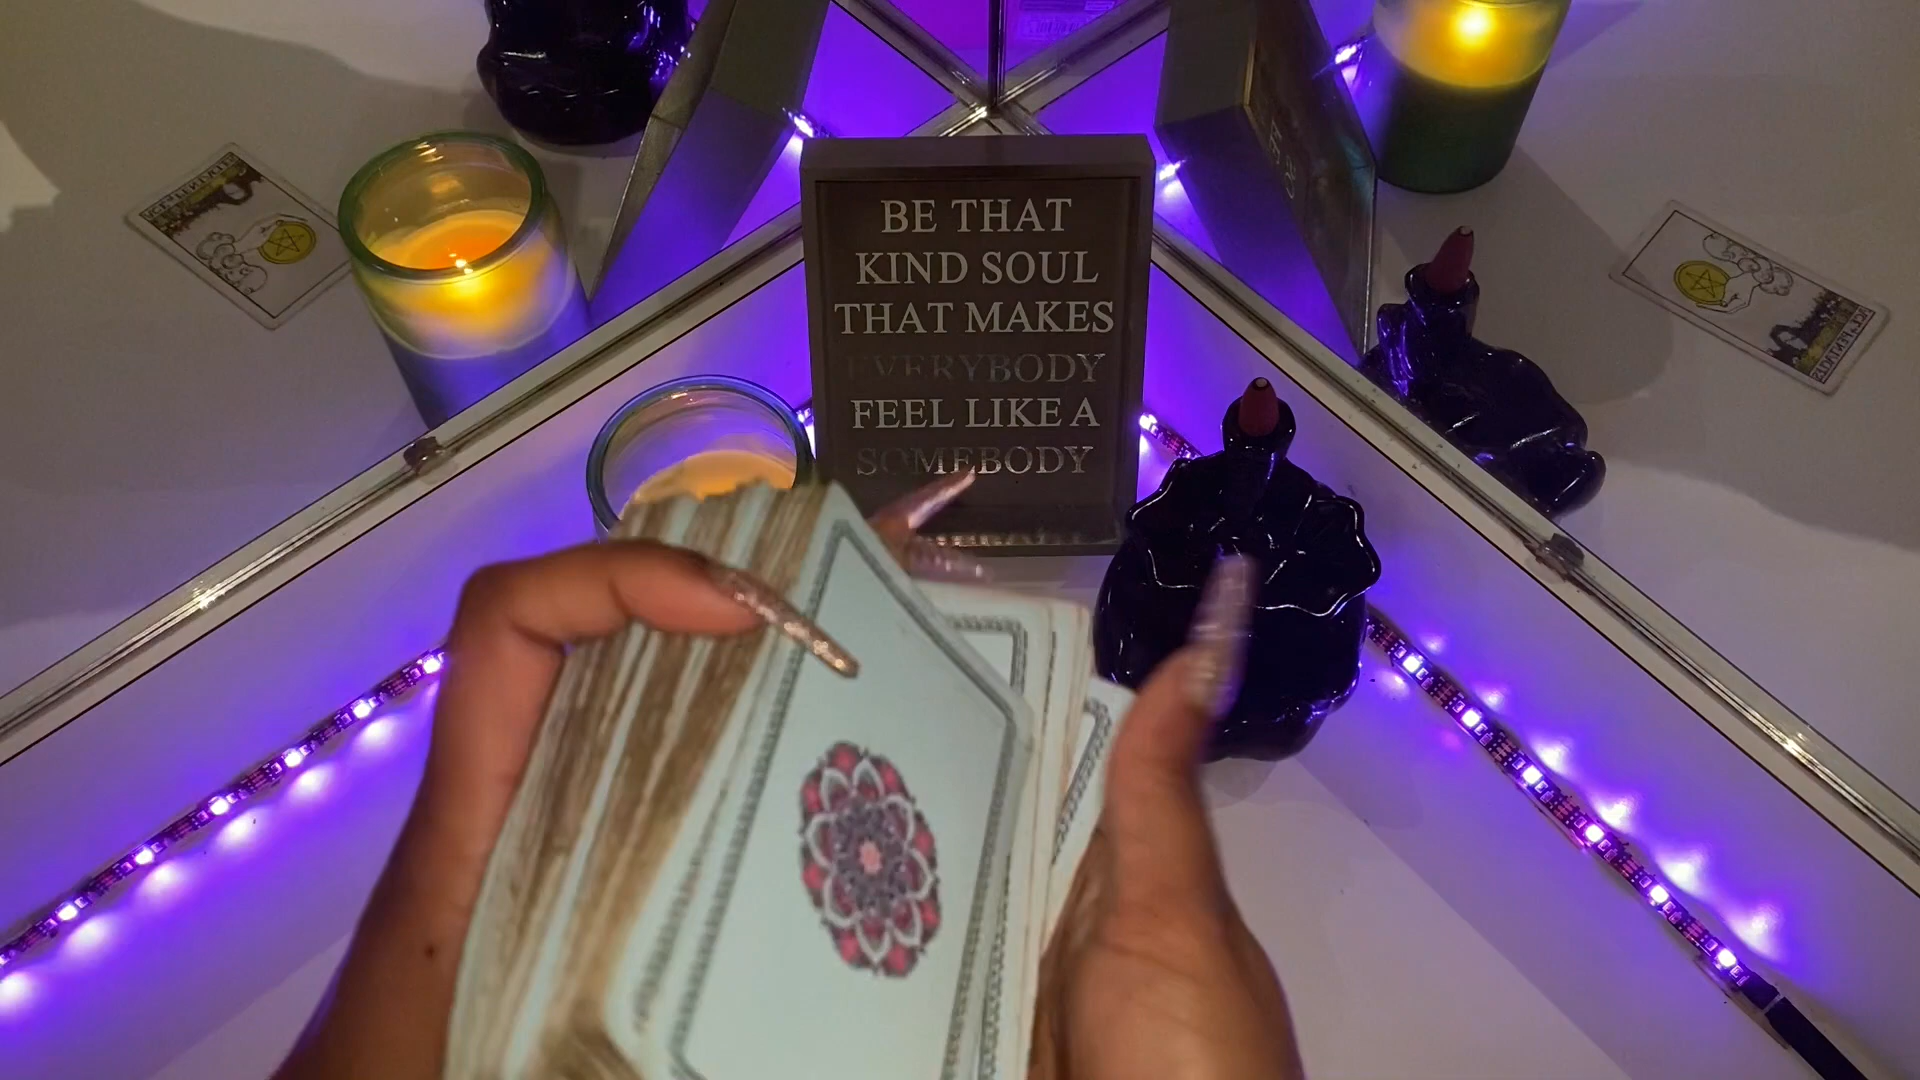 BE THAT
KIND SOUL
THAT MAKES
EVERYBODY
FEEL LIKE A
SOMEBODY